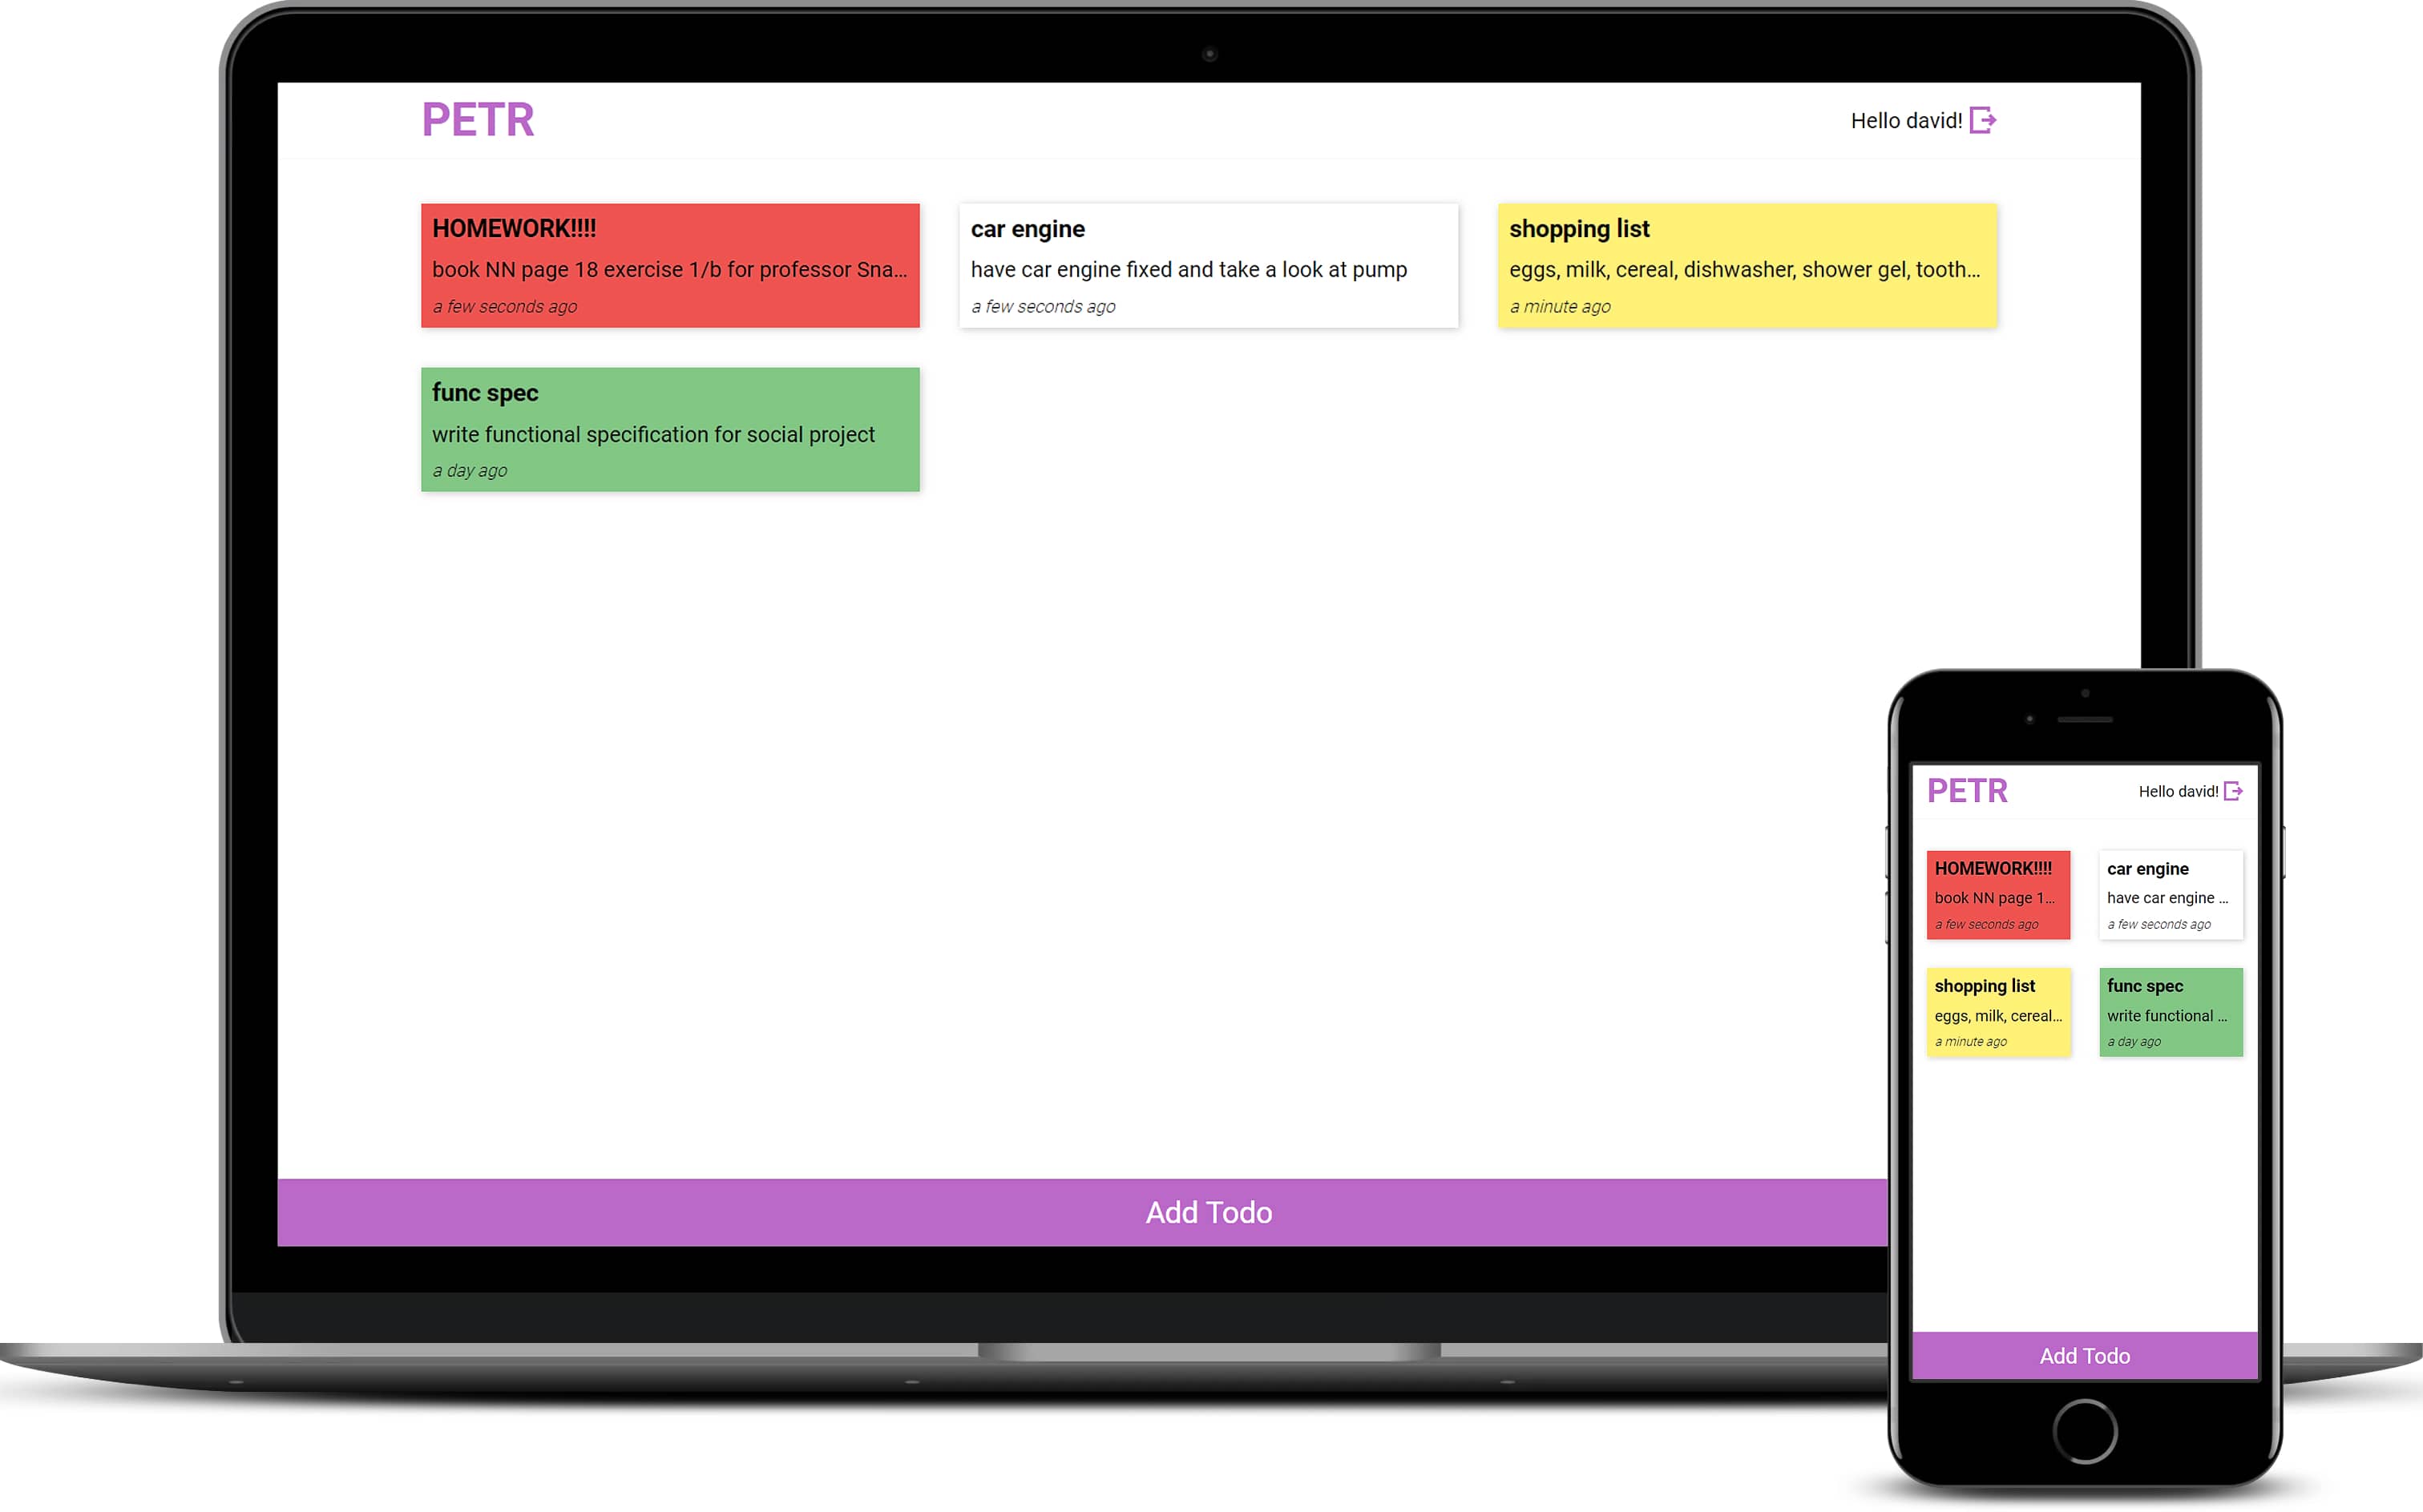 PETR
Hello david!
HOMEWORK!!!!
book NN page 18 exercise 1/b for professor Sna...
a few seconds ago
car engine
have car engine fixed and take a look at pump
a few seconds ago
shopping list
eggs, milk, cereal, dishwasher, shower gel, tooth...
a minute ago
func spec
write functional specification for social project
a day ago
Add Todo
PETR
Hello david!
HOMEWORK!!!!
book NN page 1...
a few seconds ago
car engine
have car engine ...
a few seconds ago
shopping list
eggs, milk, cereal...
a minute ago
func spec
write functional ...
a day ago
Add Todo